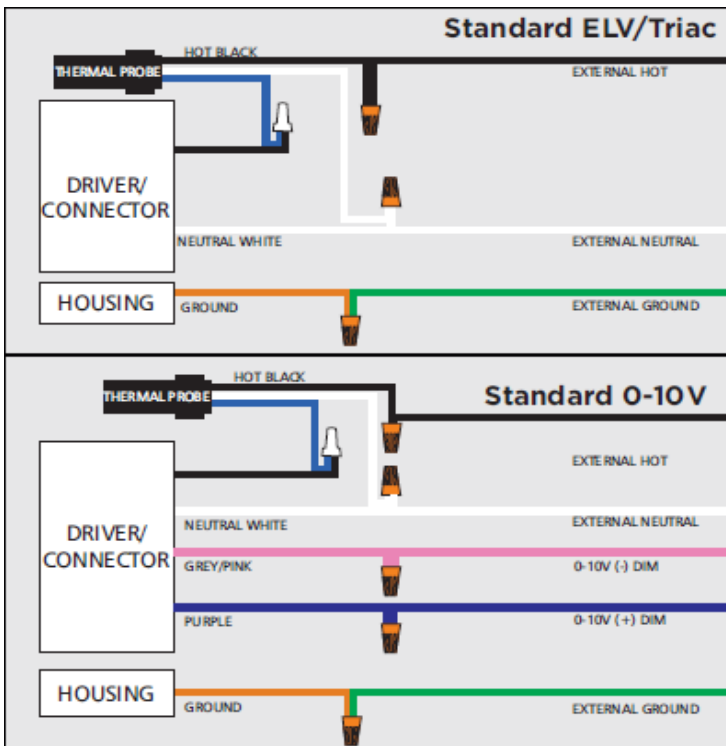 Standard ELV/Triac
HOT BLACK
THERMAL PROBE
EXTERNAL HOT
DRIVER/
CONNECTOR
NEUTRAL WHITE
EXTERNAL NEUTRAL
HOUSING
GROUND
EXTERNAL GROUND
HOT BLACK
Standard 0-10V
THERMAL PROBE
EXTERNAL HOT
NEUTRAL WHITE
EXTERNAL NEUTRAL
DRIVER/
CONNECTOR
GREY/PINK
0-10V (-) DIM
PURPLE
0-10V (+) DIM
HOUSING
GROUND
EXTERNAL GROUND